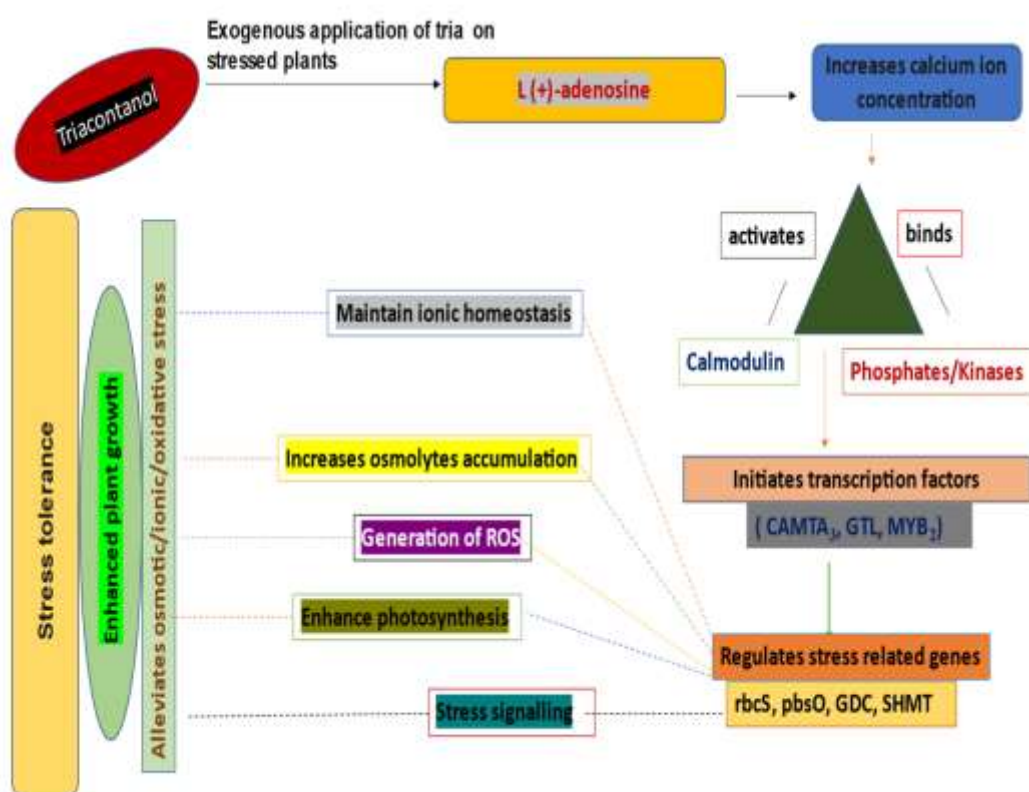 Exogenous application of tria on
stressed plants
Triacontanol
L (+)-adenosine
Increases calcium ion
concentration
activates
binds
Calmodulin
Phosphates/Kinases
Initiates transcription factors
( CAMTA3, GTL, MYB2)
Regulates stress related genes
rbcS, pbsO, GDC, SHMT
Maintain ionic homeostasis
Increases osmolytes accumulation
Generation of ROS
Enhance photosynthesis
Stress signalling
Alleviates osmotic/ionic/oxidative stress
Enhanced plant growth
Stress tolerance